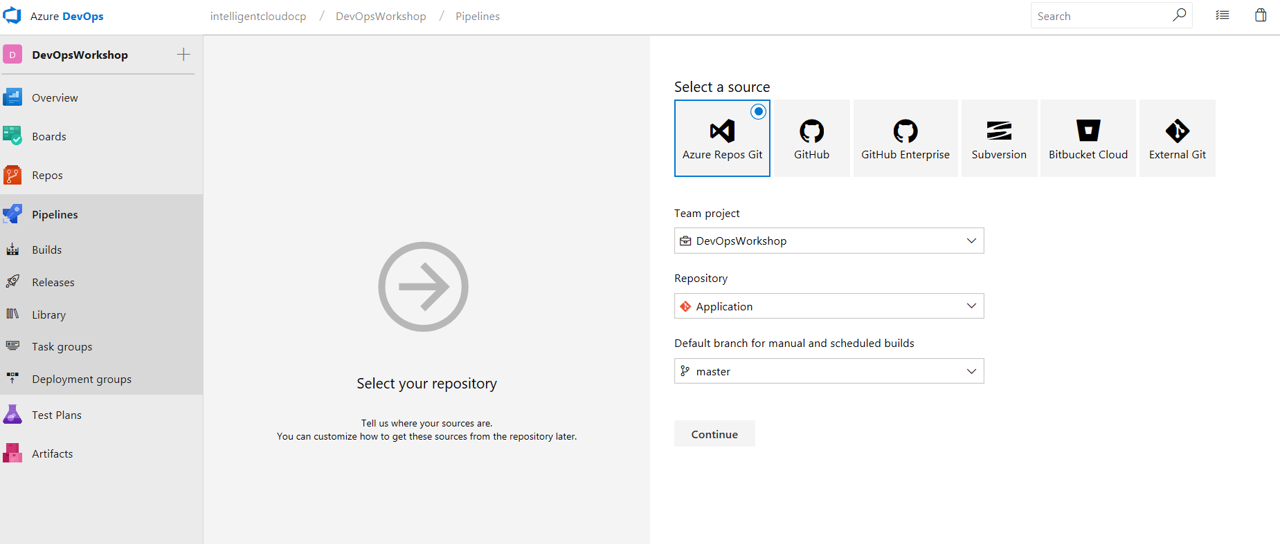 Azure DevOps
intelligentcloudocp / DevOpsWorkshop / Pipelines
Search
D DevOpsWorkshop
Overview
Boards
Repos
Pipelines
Builds
Releases
Library
Task groups
Deployment groups
Test Plans
Artifacts
Select your repository
Tell us where your sources are.
You can customize how to get these sources from the repository later.
Select a source
Azure Repos Git
GitHub
GitHub Enterprise
Subversion
Bitbucket Cloud
External Git
Team project
DevOpsWorkshop
Repository
Application
Default branch for manual and scheduled builds
master
Continue